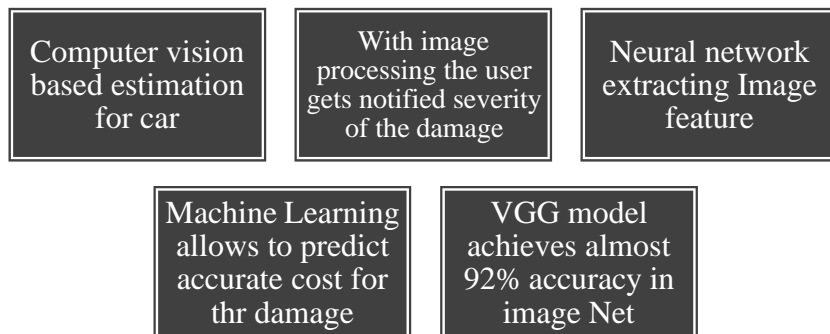 Computer vision
based estimation
for car
With image
processing the user
gets notified severity
of the damage
Neural network
extracting Image
feature
Machine Learning
allows to predict
accurate cost for
thr damage
VGG model
achieves almost
92% accuracy in
image Net